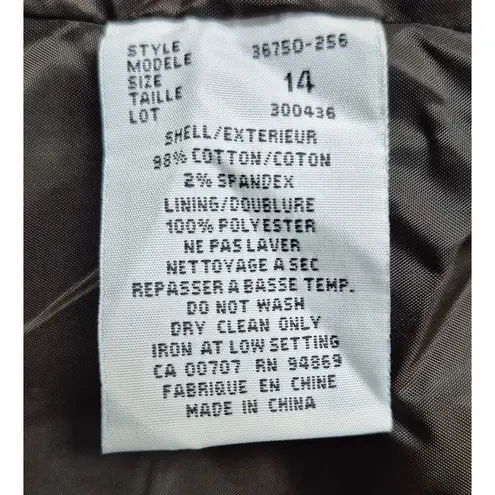 STYLE 36750-256
MODELE
SIZE 14
TAILLE
LOT 300436
SHELL/EXTERIEUR
98% COTTON/COTON
2% SPANDEX
LINING/DOUBLURE
100% POLYESTER
NE PAS LAVER
NETTOYAGE A SEC
REPASSER A BASSE TEMP.
DO NOT WASH
DRY CLEAN ONLY
IRON AT LOW SETTING
CA 00707 RN 94869
FABRIQUE EN CHINE
MADE IN CHINA